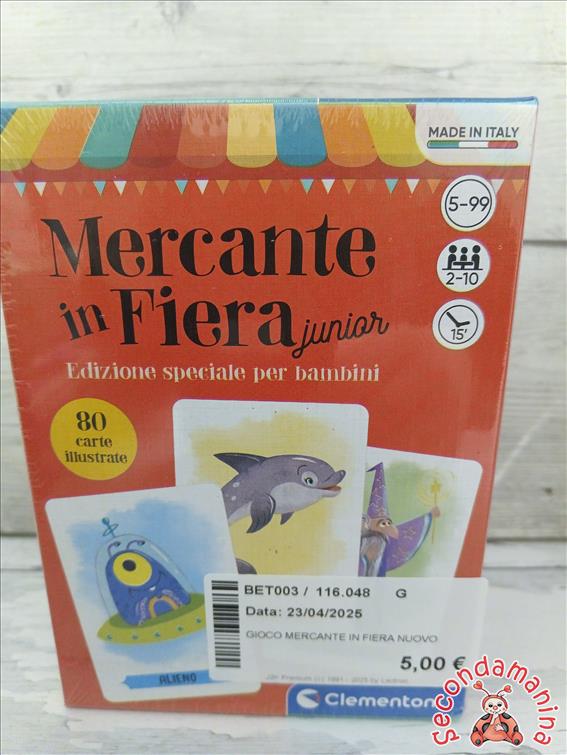 MADE IN ITALY
5-99
Mercante
in Fiera junior
2-10
15'
Edizione speciale per bambini
80
carte
illustrate
BET003 / 116.048 G
Data: 23/04/2025
GIOCO MERCANTE IN FIERA NUOVO
5,00 €
ALIENO
Clementon
secondamanina